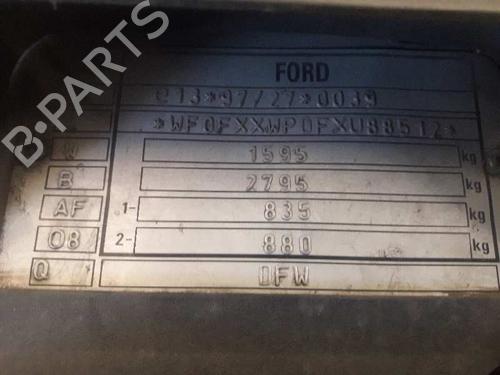 FORD
e13*97/27*0039
*WF0FXXWP0FXU88512*
1595 kg
B 2795 kg
AF 1- 835 kg
08 2- 880 kg
Q DFW
B-PARTS